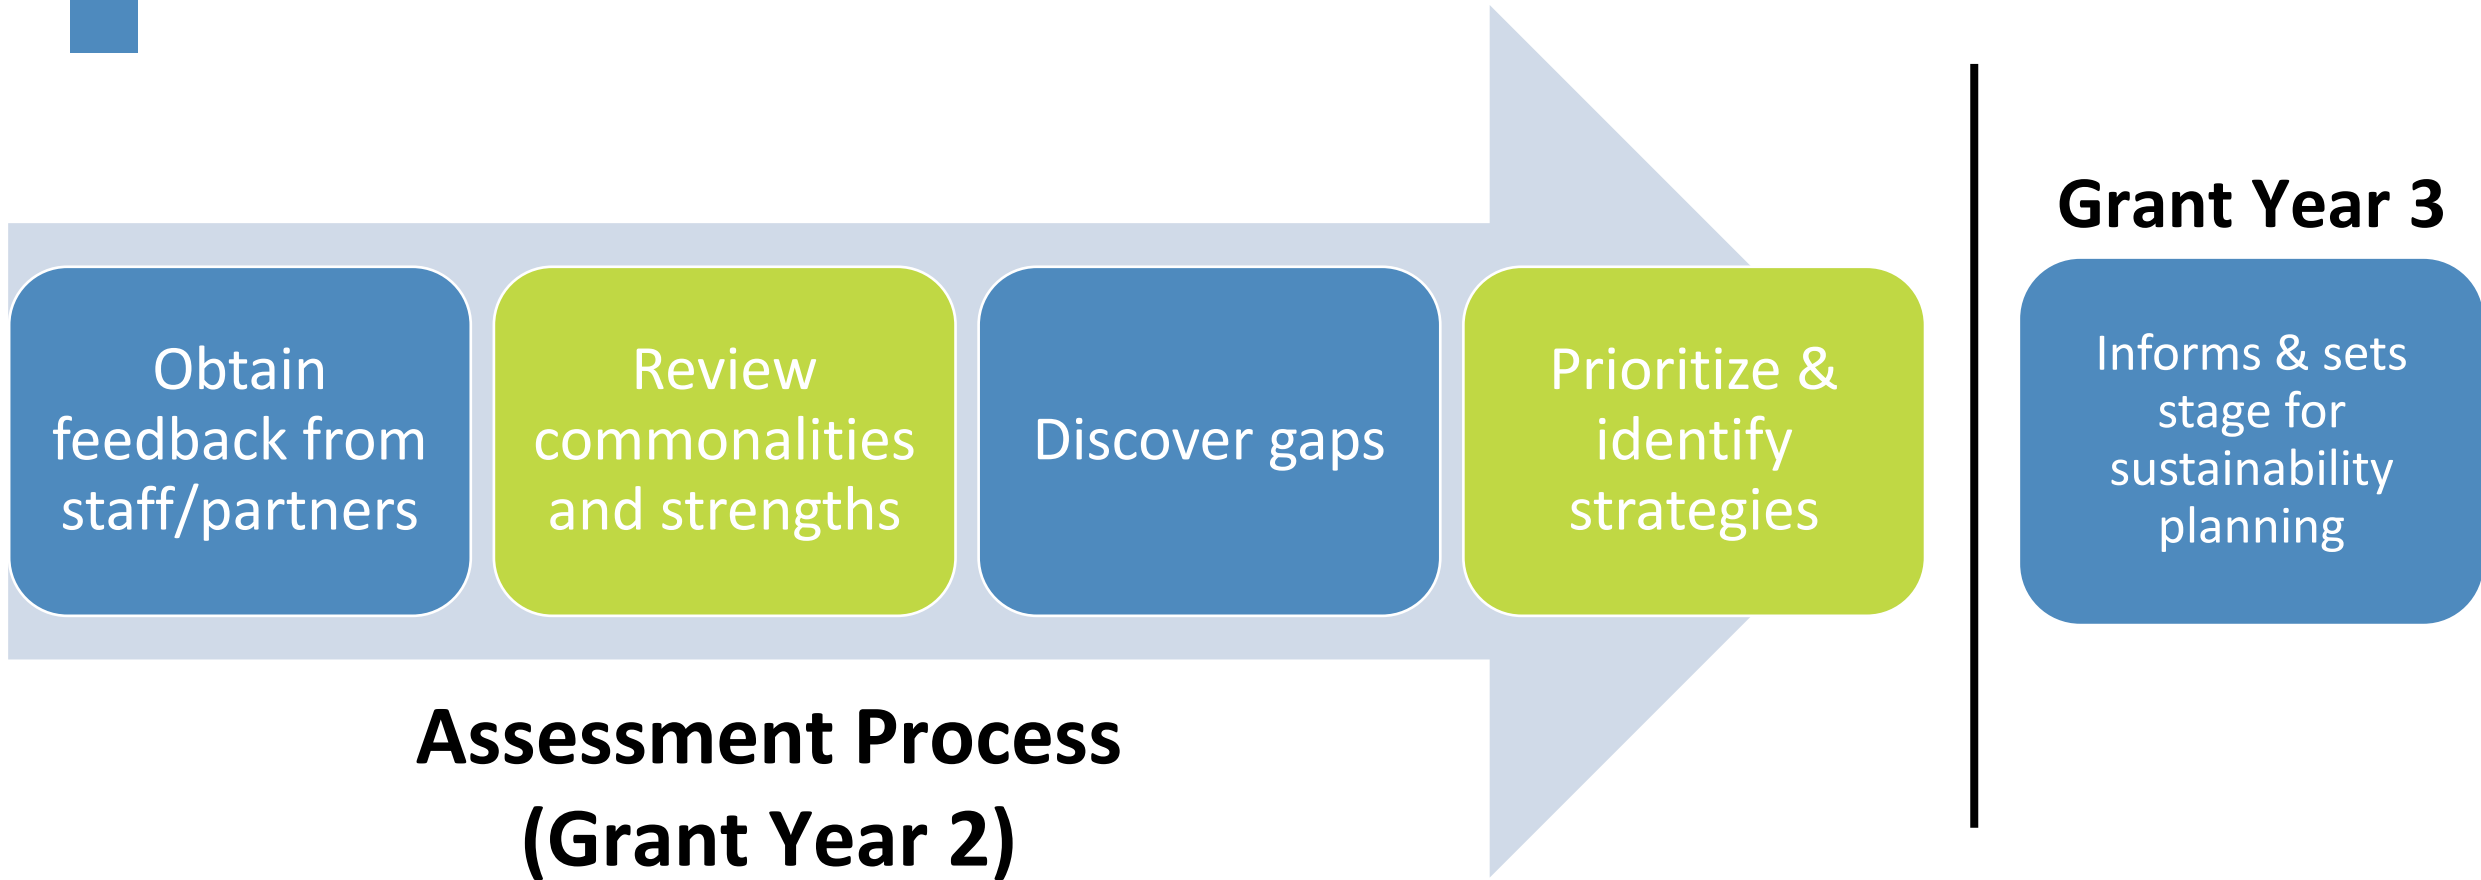 Obtain
feedback from
staff/partners
Review
commonalities
and strengths
Discover gaps
Prioritize &
identify
strategies
Grant Year 3
Informs & sets
stage for
sustainability
planning
Assessment Process
(Grant Year 2)